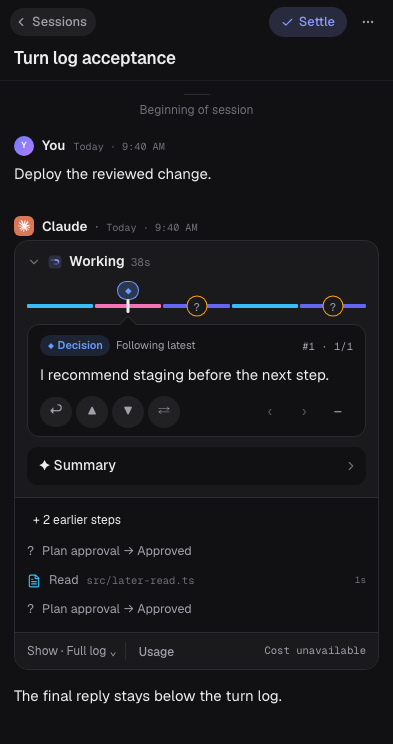 Sessions
Settle
Turn log acceptance
Beginning of session
Y You Today · 9:40 AM
Deploy the reviewed change.
Claude · Today · 9:40 AM
Working 38s
? ?
Decision Following latest #1 · 1/1
I recommend staging before the next step.
Summary
+ 2 earlier steps
? Plan approval → Approved
Read src/later-read.ts 1s
? Plan approval → Approved
Show · Full log Usage Cost unavailable
The final reply stays below the turn log.